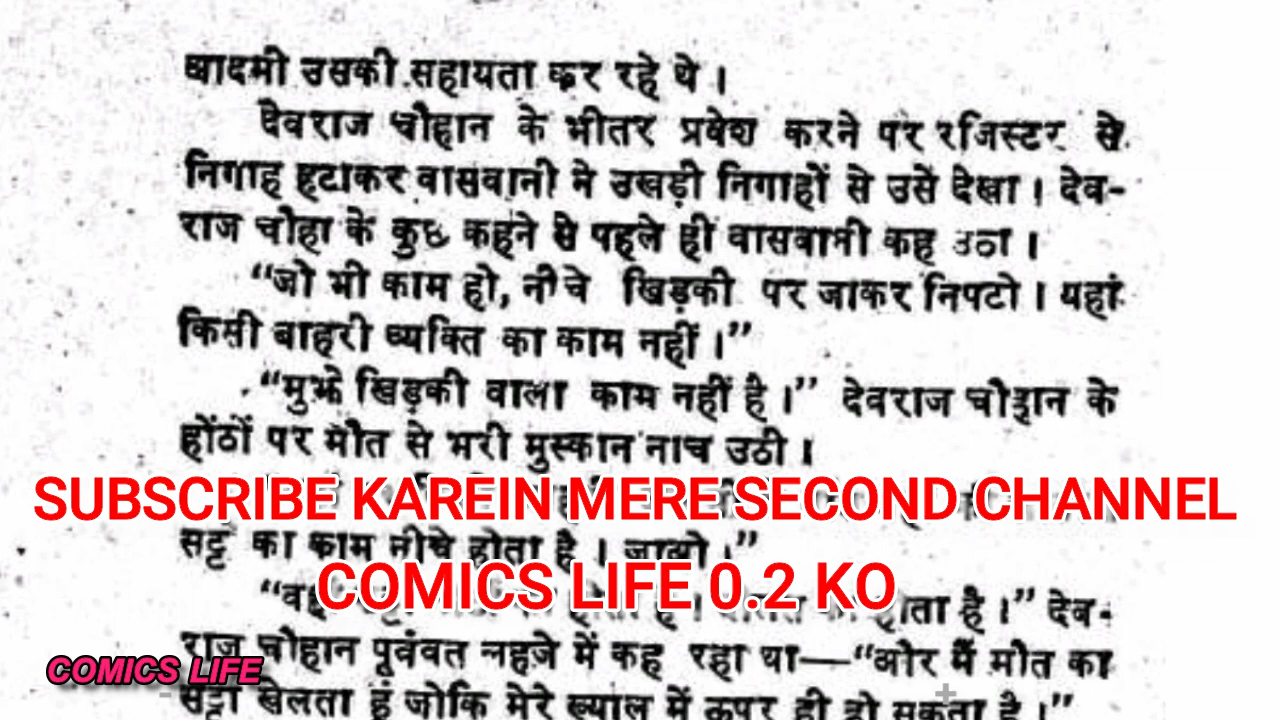 आदमी उसकी सहायता कर रहे थे ।
देवराज चौहान के भीतर प्रवेश करने पर रजिस्टर से
निगाह हटाकर वासवानी ने उखड़ी निगाहों से उसे देखा । देव-
राज चौहा के कुछ कहने से पहले ही वासवानी कह उठा ।
“जो भी काम हो, नीचे खिड़की पर जाकर निपटो । यहां
किसी बाहरी व्यक्ति का काम नहीं ।”
“मुझे खिड़की वाला काम नहीं है ।” देवराज चौहान के
होंठों पर मौत से भरी मुस्कान नाच उठी ।
SUBSCRIBE KAREIN MERE SECOND CHANNEL
सट्टे का काम नीचे होता है । जाओ ।”
COMICS LIFE 0.2 KO
होता है ।” देव-
राज चौहान पूर्ववत लहजे में कह रहा था—“और मैं मौत का
COMICS LIFE
सट्टा खेलता हूं जोकि मेरे ख्याल में ऊपर ही हो सकता है ।”